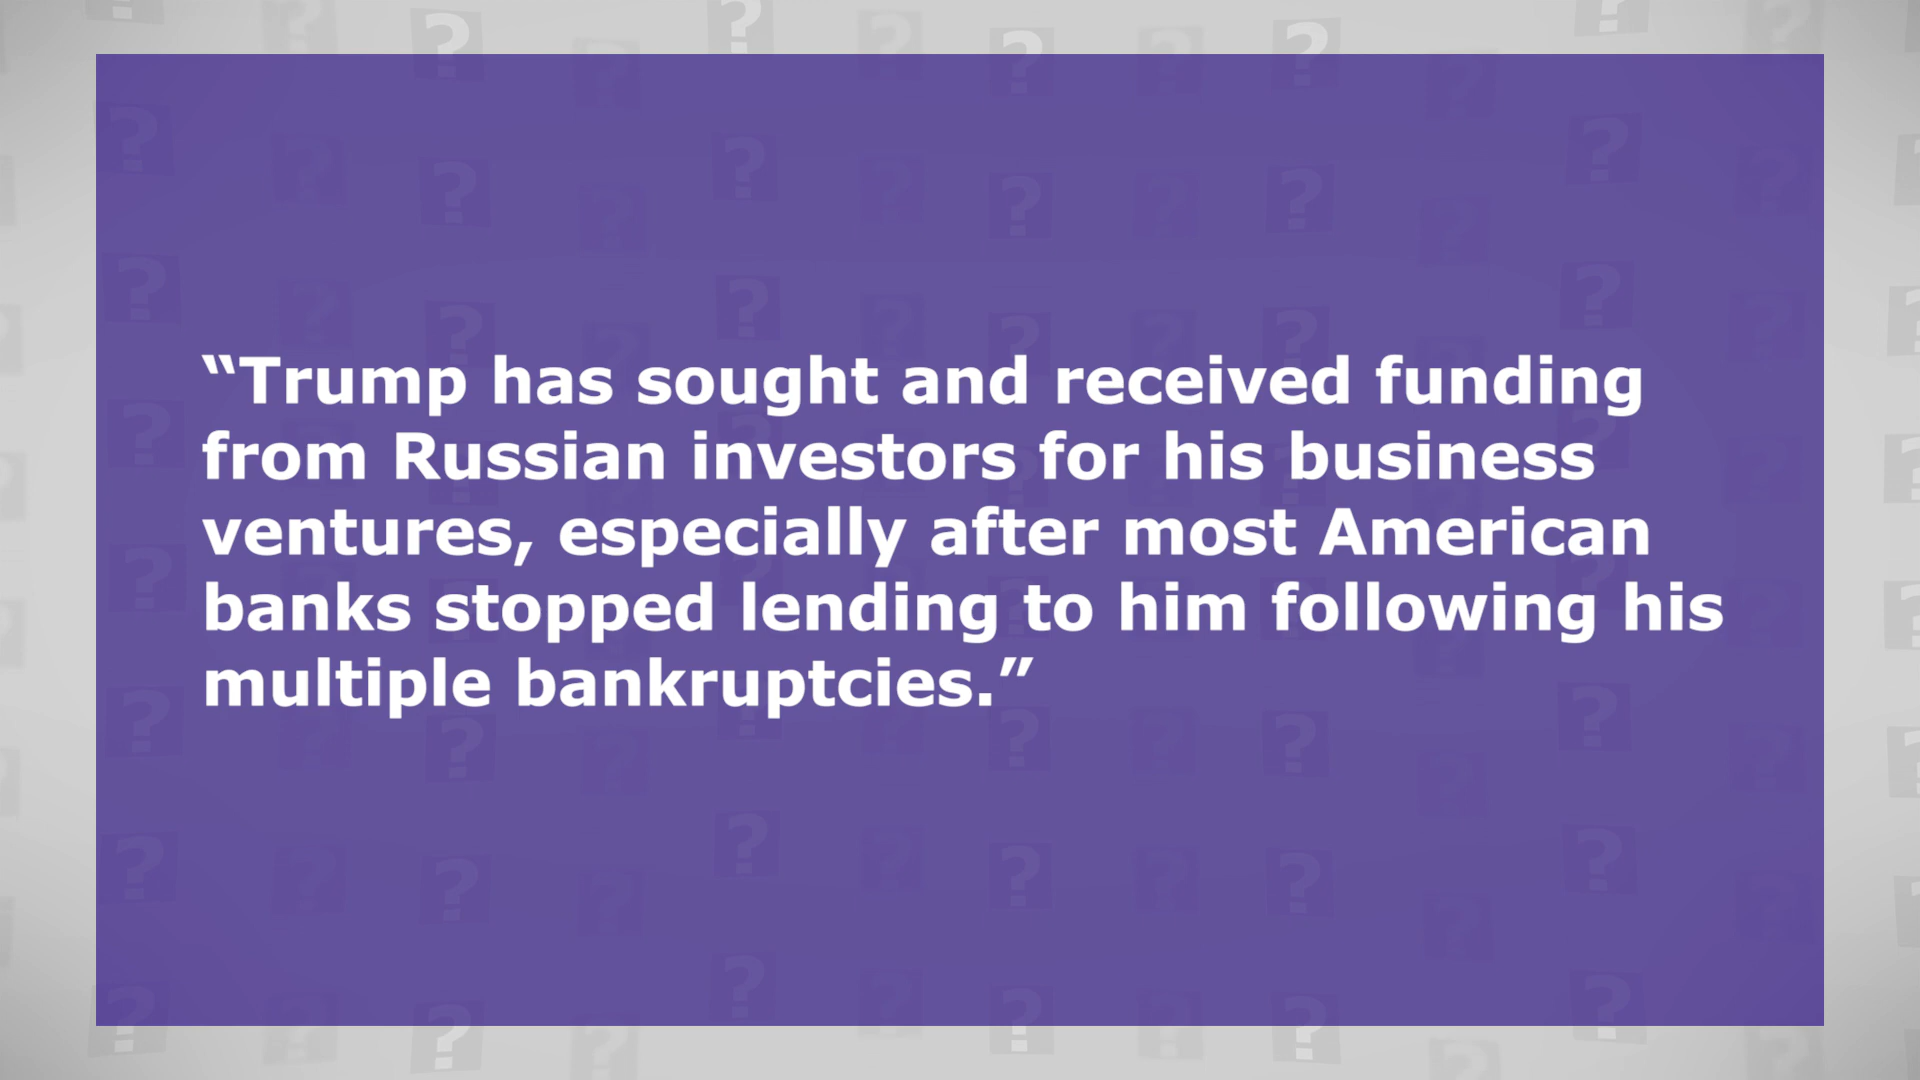 “Trump has sought and received funding
from Russian investors for his business
ventures, especially after most American
banks stopped lending to him following his
multiple bankruptcies.”